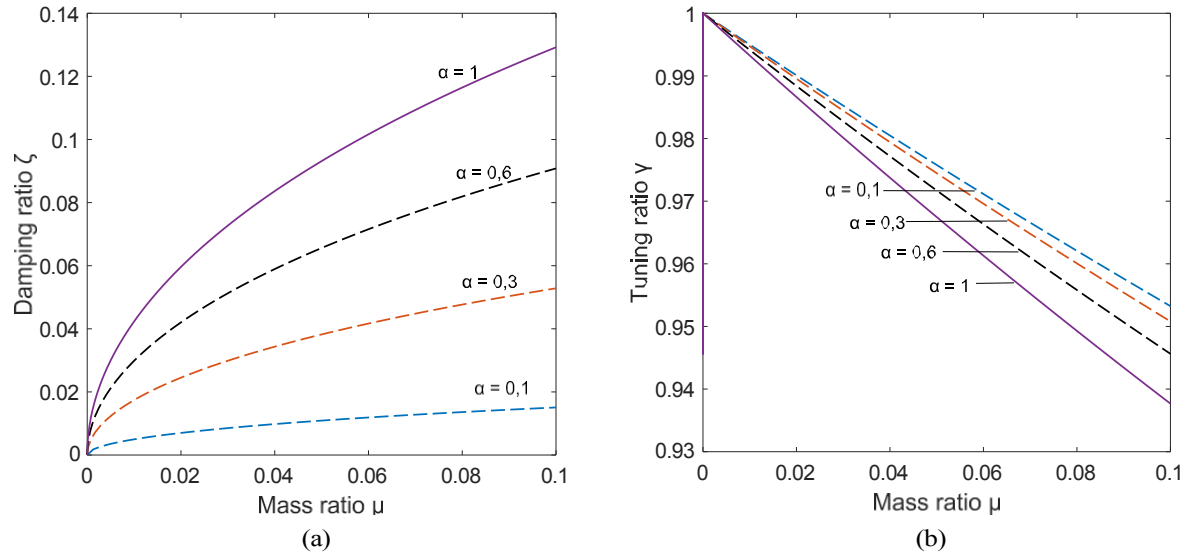 0.14
0.12
0.1
0.08
0.06
0.04
0.02
0
Damping ratio ζ
α = 1
α = 0,6
α = 0,3
α = 0,1
0 0.02 0.04 0.06 0.08 0.1
Mass ratio μ
(a)
1
0.99
0.98
0.97
0.96
0.95
0.94
0.93
Tuning ratio γ
α = 0,1
α = 0,3
α = 0,6
α = 1
0 0.02 0.04 0.06 0.08 0.1
Mass ratio μ
(b)